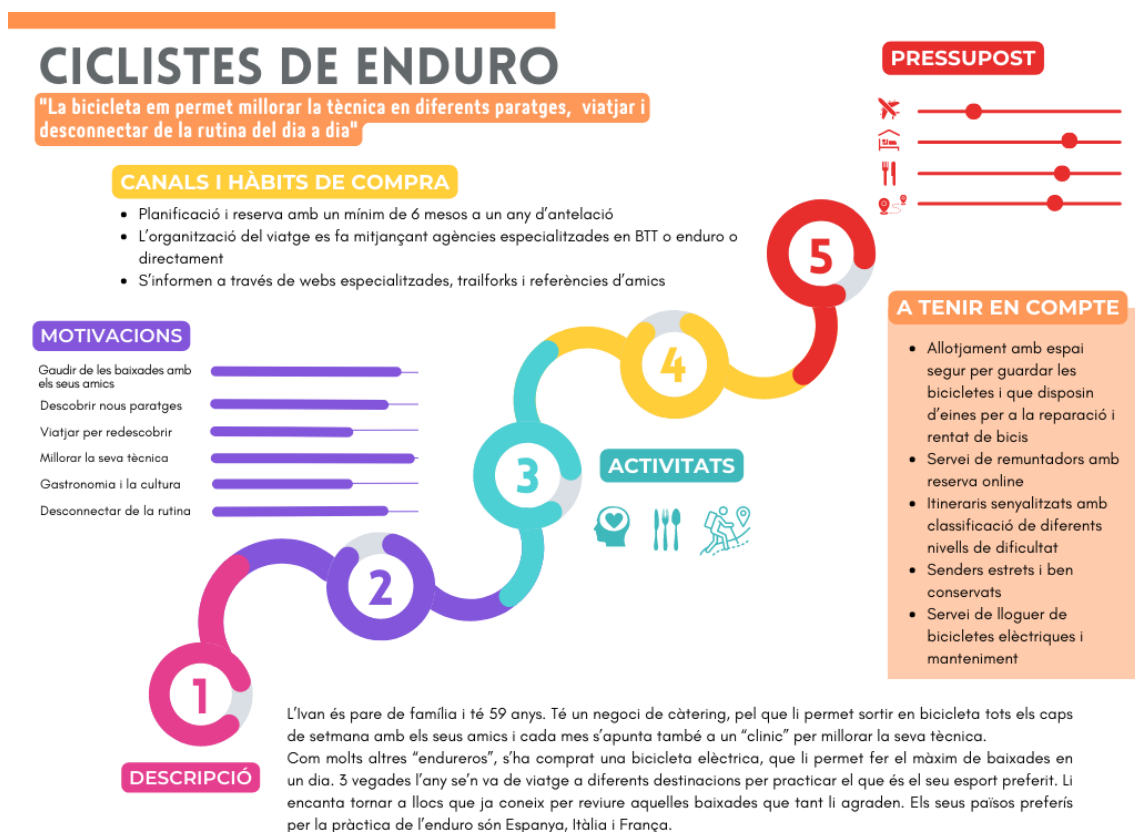 CICLISTES DE ENDURO
"La bicicleta em permet millorar la tècnica en diferents paratges, viatjar i
desconnectar de la rutina del dia a dia"
PRESSUPOST
CANALS I HÀBITS DE COMPRA
• Planificació i reserva amb un mínim de 6 mesos a un any d'antelació
• L'organització del viatge es fa mitjançant agències especialitzades en BTT o enduro o
directament
• S'informen a través de webs especialitzades, trailforks i referències d'amics
5
MOTIVACIONS
Gaudir de les baixades amb
els seus amics
Descobrir nous paratges
Viatjar per redescobrir
Millorar la seva tècnica
Gastronomia i la cultura
Desconnectar de la rutina
4
3
ACTIVITATS
2
1
A TENIR EN COMPTE
• Allotjament amb espai
segur per guardar les
bicicletes i que disposin
d'eines per a la reparació i
rentat de bicis
• Servei de remuntadors amb
reserva online
• Itineraris senyalitzats amb
classificació de diferents
nivells de dificultat
• Senders estrets i ben
conservats
• Servei de lloguer de
bicicletes elèctriques i
manteniment
DESCRIPCIÓ
L'Ivan és pare de família i té 59 anys. Té un negoci de càtering, pel que li permet sortir en bicicleta tots els caps
de setmana amb els seus amics i cada mes s'apunta també a un "clinic" per millorar la seva tècnica.
Com molts altres "endureros", s'ha comprat una bicicleta elèctrica, que li permet fer el màxim de baixades en
un dia. 3 vegades l'any se'n va de viatge a diferents destinacions per practicar el que és el seu esport preferit. Li
encanta tornar a llocs que ja coneix per reviure aquelles baixades que tant li agraden. Els seus països preferís
per la pràctica de l'enduro són Espanya, Itàlia i França.